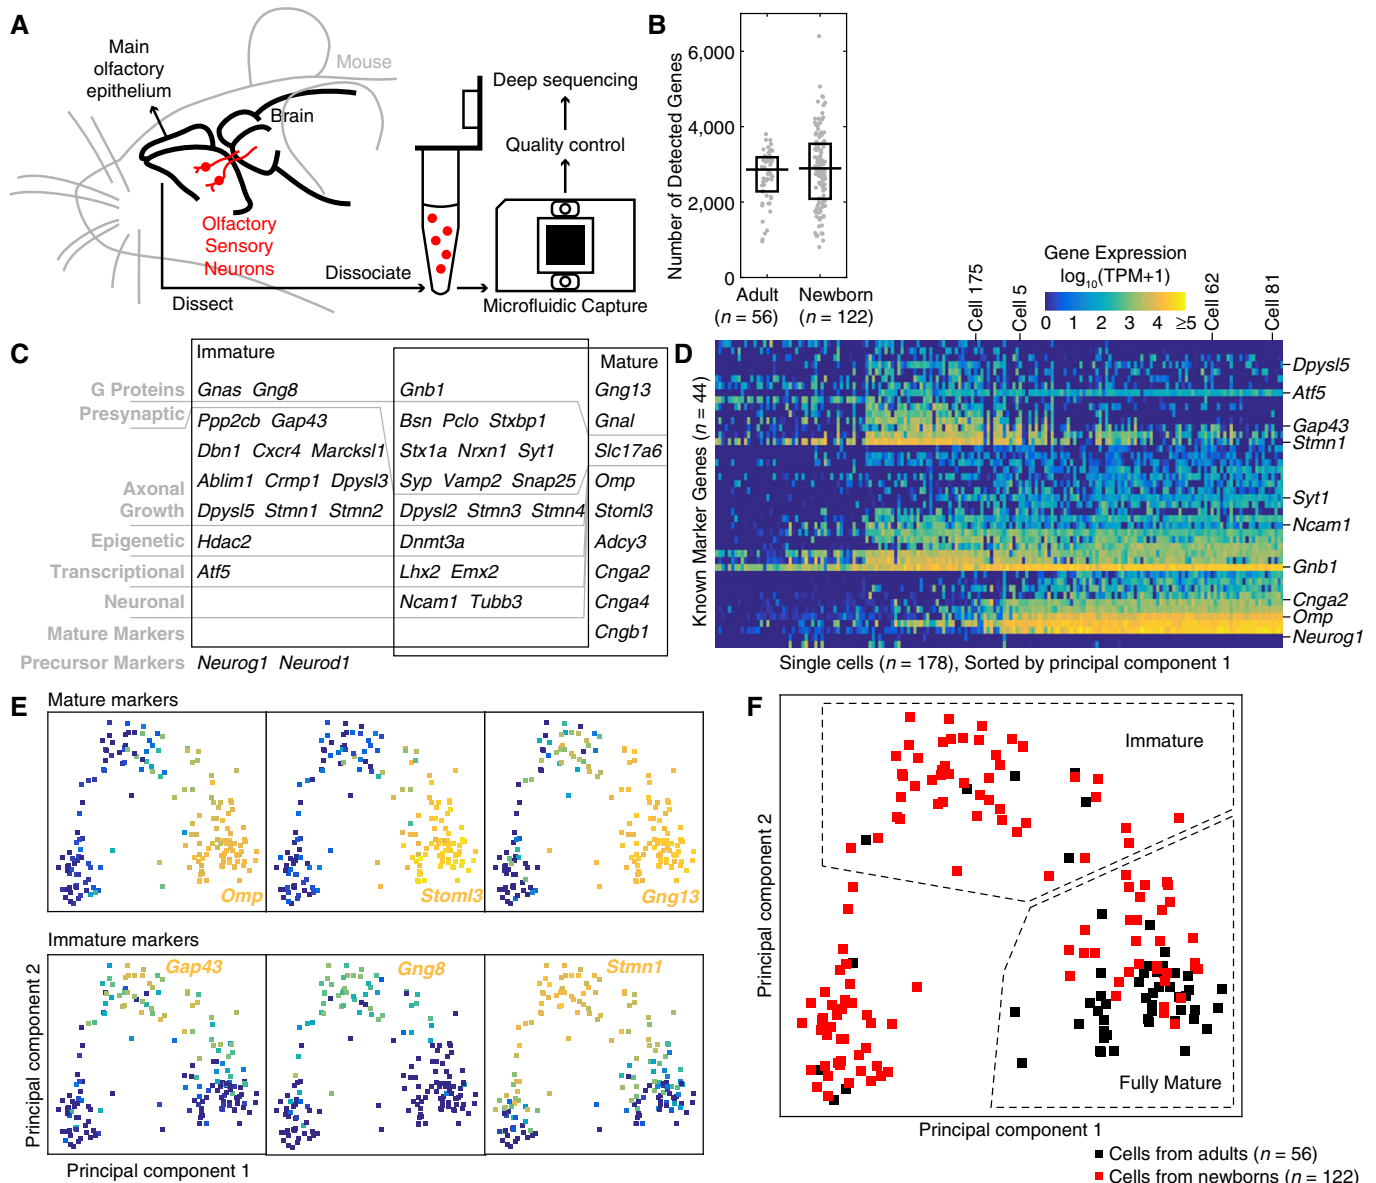 A
Main
olfactory
epithelium
Mouse
Brain
Olfactory
Sensory
Neurons
Dissect
Dissociate
Deep sequencing
Quality control
Microfluidic Capture
B
Number of Detected Genes
6,000
4,000
2,000
0
Adult
(n = 56)
Newborn
(n = 122)
C
Immature
Mature
G Proteins Gnas Gng8 Gnb1 Gng13
Presynaptic Ppp2cb Gap43 Bsn Pclo Stxbp1 Gnal
Dbn1 Cxcr4 Marcksl1 Stx1a Nrxn1 Syt1 Slc17a6
Axonal Ablim1 Crmp1 Dpysl3 Syp Vamp2 Snap25 Omp
Growth Dpysl5 Stmn1 Stmn2 Dpysl2 Stmn3 Stmn4 Stoml3
Epigenetic Hdac2 Dnmt3a Adcy3
Transcriptional Atf5 Lhx2 Emx2 Cnga2
Neuronal Ncam1 Tubb3 Cnga4
Mature Markers Cngb1
Precursor Markers Neurog1 Neurod1
Gene Expression
log10(TPM+1)
0 1 2 3 4 ≥5
D
Cell 175
Cell 5
Cell 62
Cell 81
Known Marker Genes (n = 44)
Dpysl5
Atf5
Gap43
Stmn1
Syt1
Ncam1
Gnb1
Cnga2
Omp
Neurog1
Single cells (n = 178), Sorted by principal component 1
E
Mature markers
Omp
Stoml3
Gng13
Immature markers
Gap43
Gng8
Stmn1
Principal component 2
Principal component 1
F
Immature
Fully Mature
Principal component 2
Principal component 1
Cells from adults (n = 56)
Cells from newborns (n = 122)